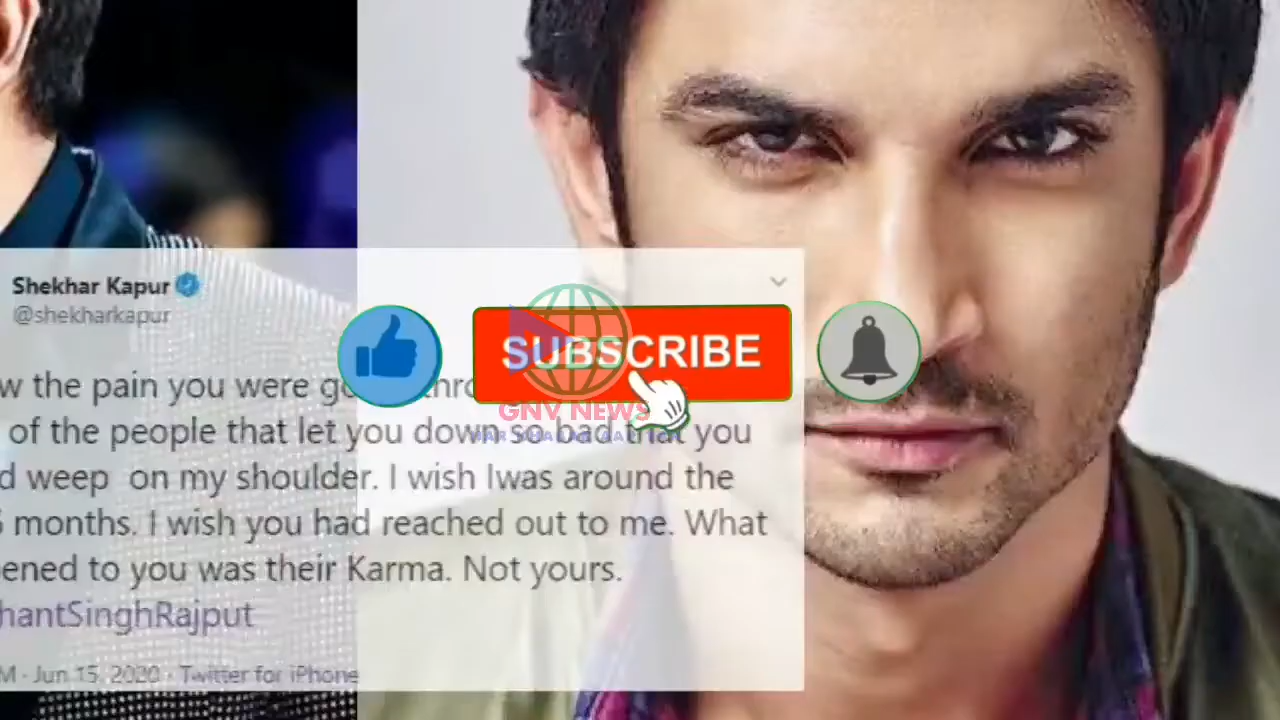 Shekhar Kapur
@shekharkapur
w the pain you were go
of the people that let you down so bad that you
d weep on my shoulder. I wish Iwas around the
months. I wish you had reached out to me. What
ened to you was their Karma. Not yours.
hantSinghRajput
M · Jun 15, 2020 · Twitter for iPhone
SUBSCRIBE
GNV NEWS